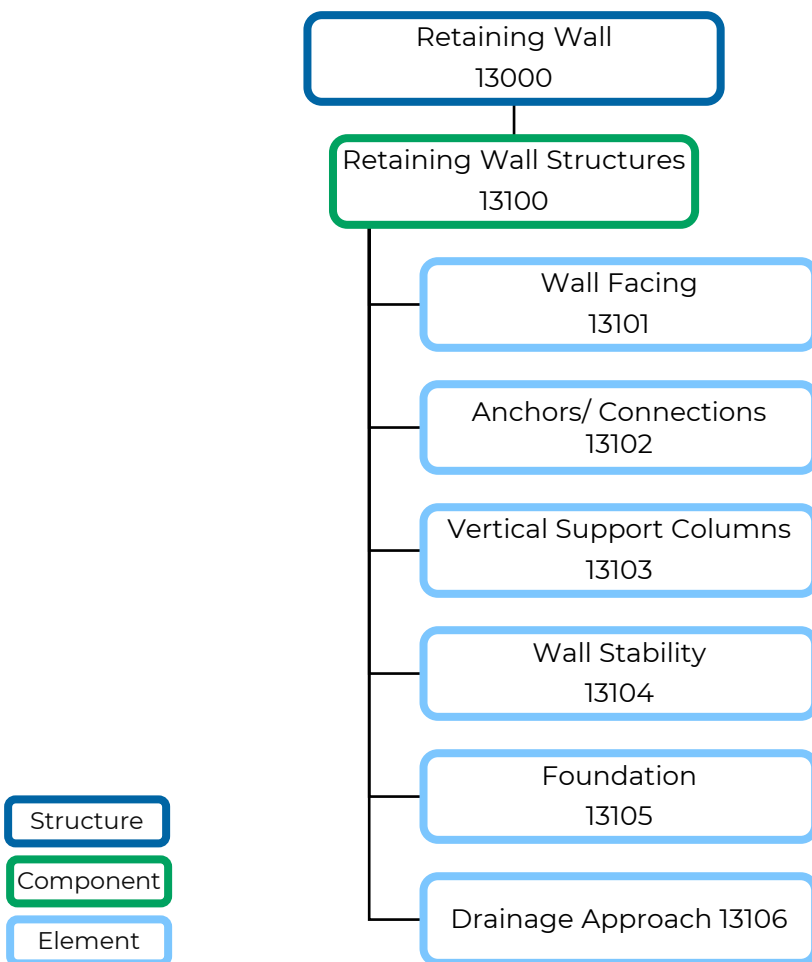 Retaining Wall
13000
Retaining Wall Structures
13100
Wall Facing
13101
Anchors/ Connections
13102
Vertical Support Columns
13103
Wall Stability
13104
Foundation
13105
Drainage Approach 13106
Structure
Component
Element